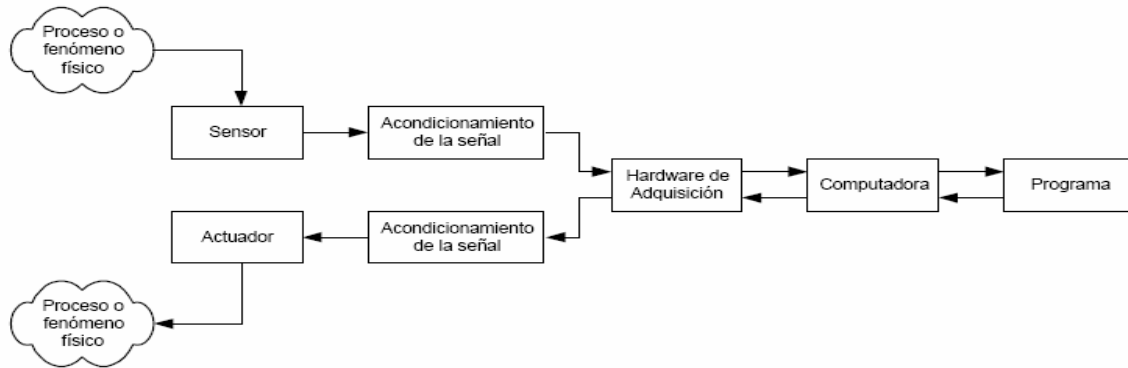 Proceso o
fenómeno
físico
Sensor
Acondicionamiento
de la señal
Hardware de
Adquisición
Computadora
Programa
Actuador
Acondicionamiento
de la señal
Proceso o
fenómeno
físico